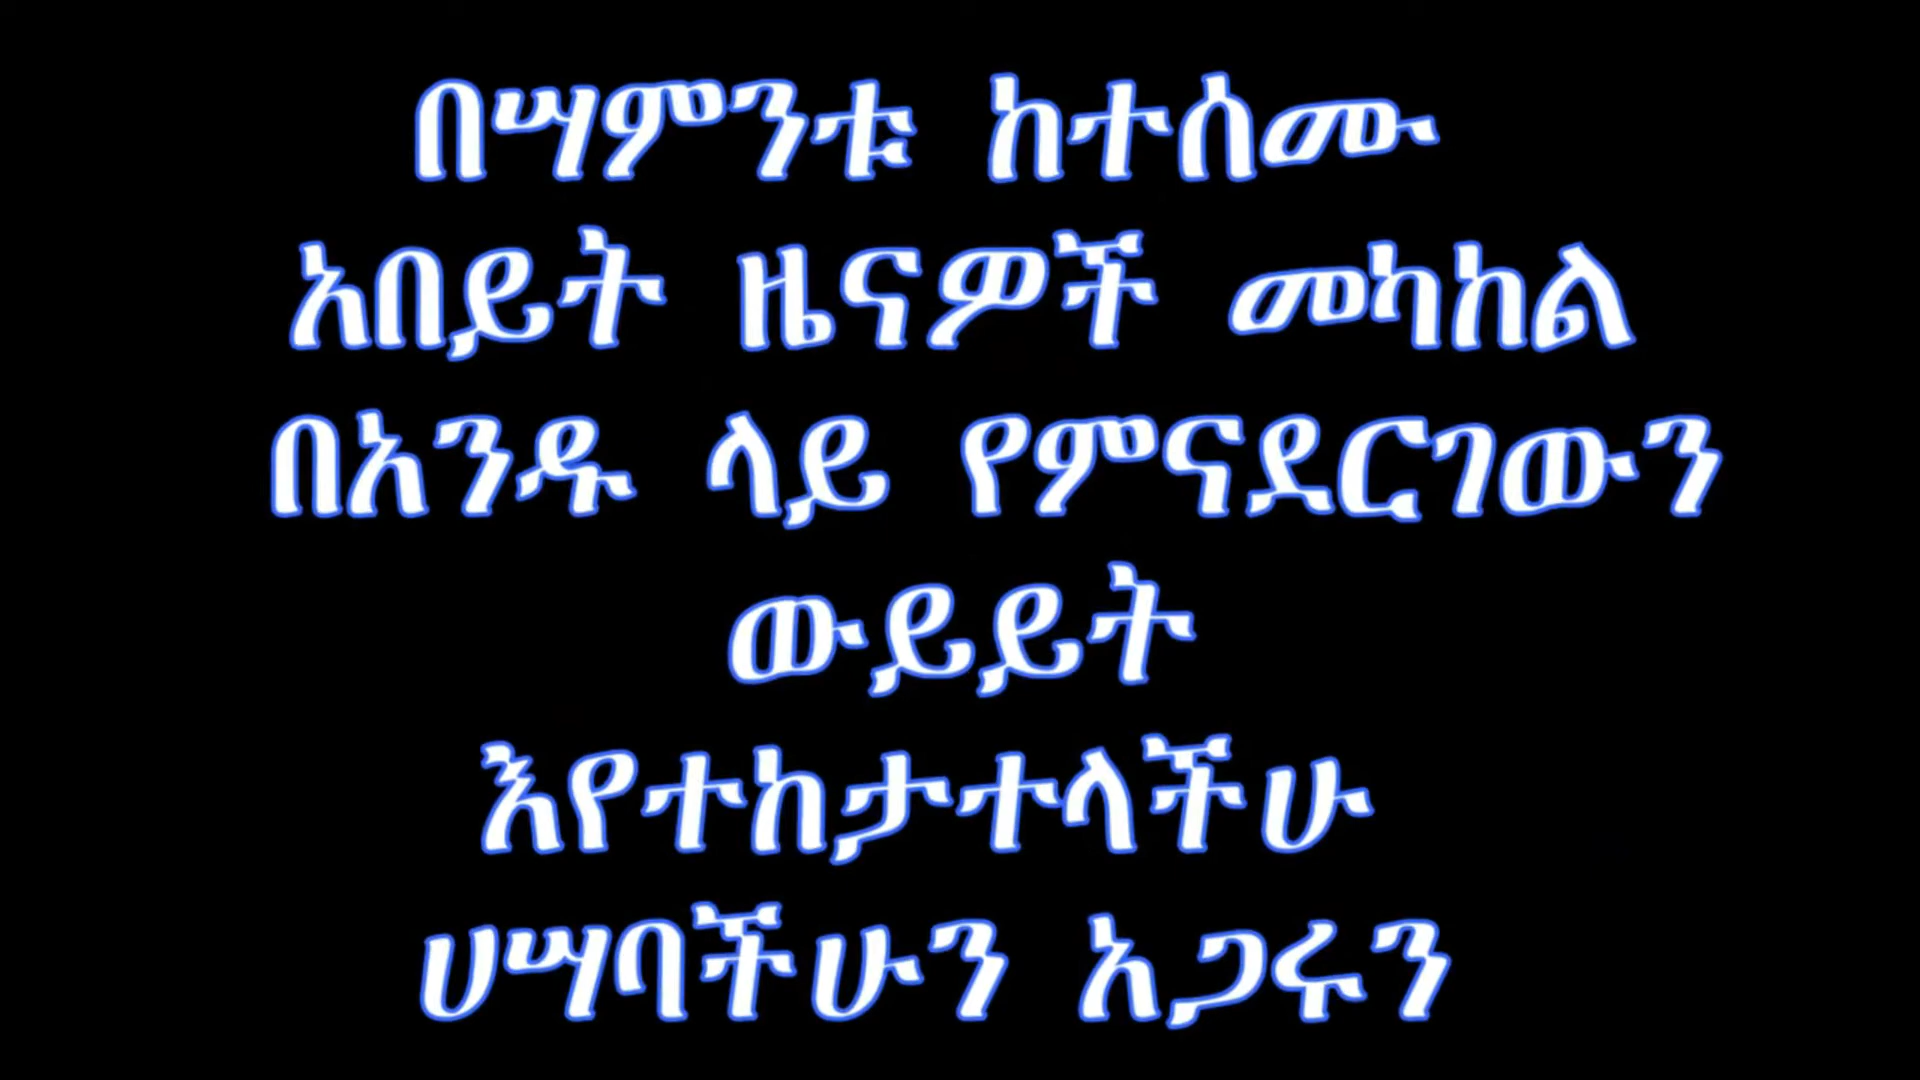 በሣምንቱ ከተሰሙ
አበይት ዜናዎች መካከል
በአንዱ ላይ የምናደርገውን
ውይይት
እየተከታተላችሁ
ሀሣባችሁን አጋሩን